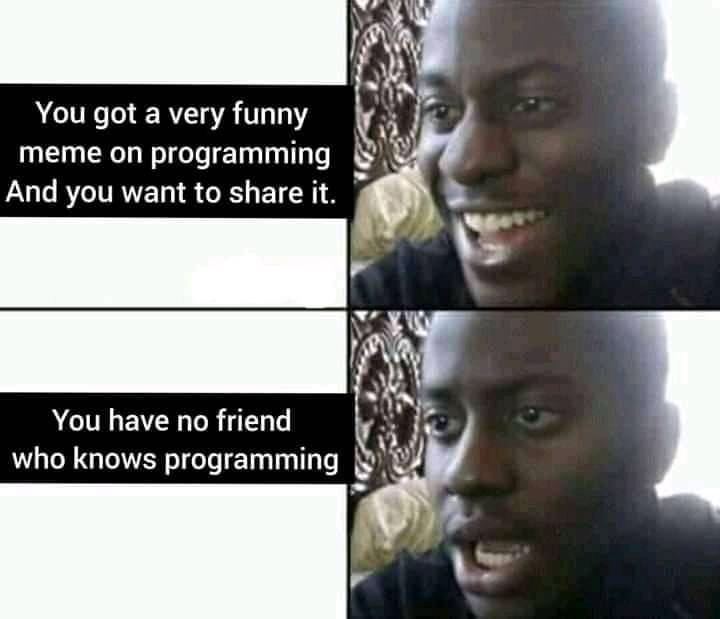 You got a very funny
meme on programming
And you want to share it.
You have no friend
who knows programming